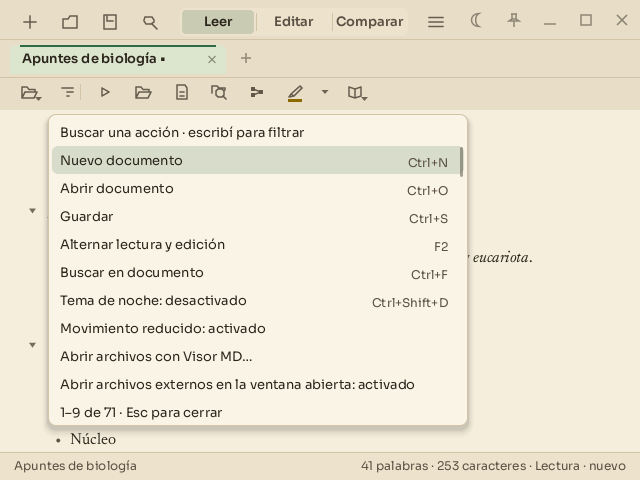 Leer
Editar
Comparar
Apuntes de biología •
Buscar una acción · escribí para filtrar
Nuevo documento Ctrl+N
Abrir documento Ctrl+O
Guardar Ctrl+S
Alternar lectura y edición F2
Buscar en documento Ctrl+F
Tema de noche: desactivado Ctrl+Shift+D
Movimiento reducido: activado
Abrir archivos con Visor MD...
Abrir archivos externos en la ventana abierta: activado
1–9 de 71 · Esc para cerrar
eucariota.
• Núcleo
Apuntes de biología
41 palabras · 253 caracteres · Lectura · nuevo